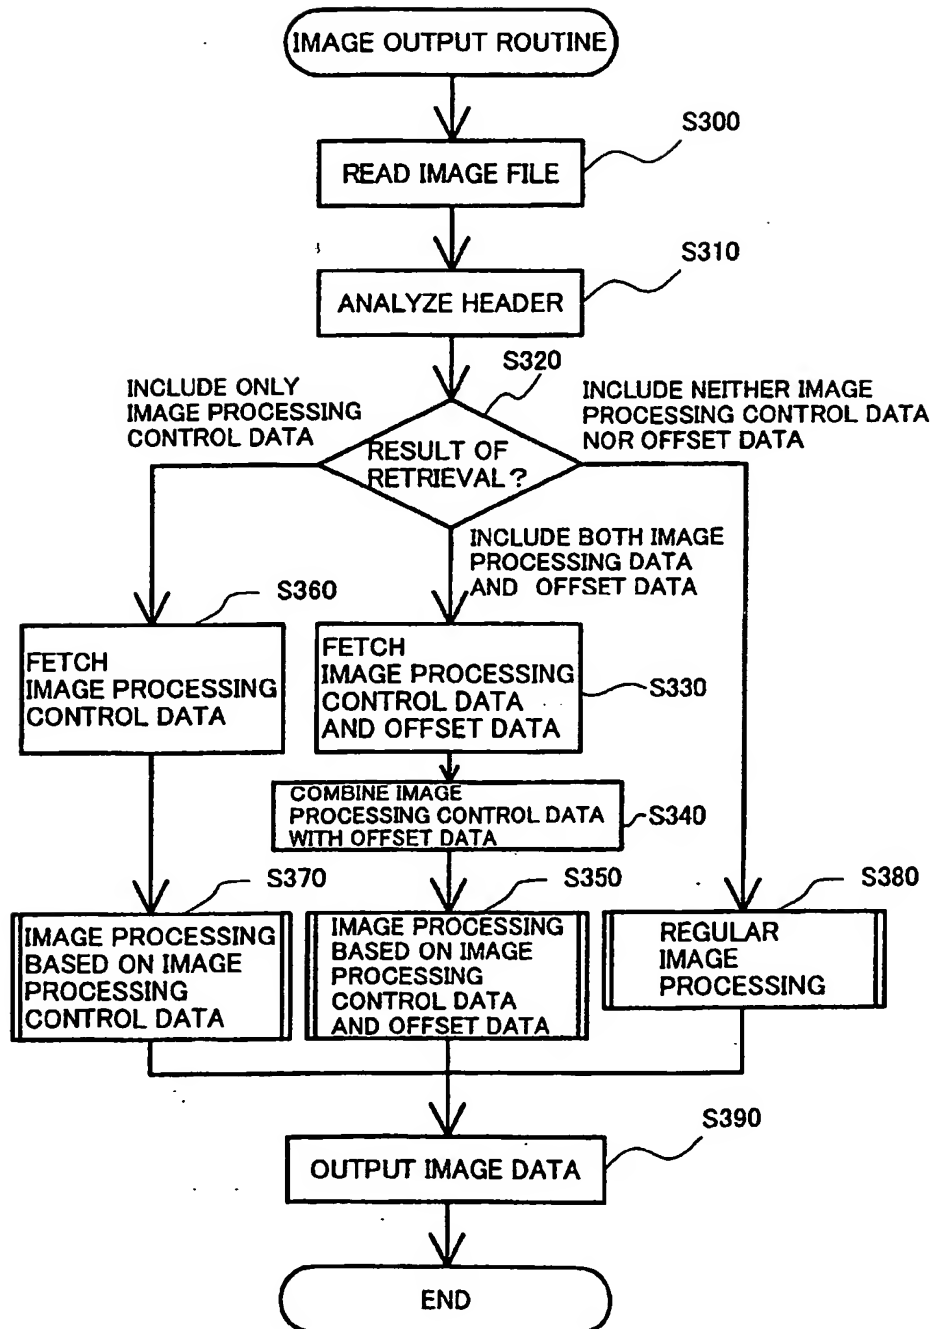 IMAGE OUTPUT ROUTINE
S300
READ IMAGE FILE
S310
ANALYZE HEADER
S320
INCLUDE ONLY
IMAGE PROCESSING
CONTROL DATA
INCLUDE NEITHER IMAGE
PROCESSING CONTROL DATA
NOR OFFSET DATA
RESULT OF
RETRIEVAL?
INCLUDE BOTH IMAGE
PROCESSING DATA
AND OFFSET DATA
S360
FETCH
IMAGE PROCESSING
CONTROL DATA
FETCH
IMAGE PROCESSING
CONTROL DATA
AND OFFSET DATA
S330
COMBINE IMAGE
PROCESSING CONTROL DATA
WITH OFFSET DATA
S340
S370
S350
S380
IMAGE PROCESSING
BASED ON IMAGE
PROCESSING
CONTROL DATA
IMAGE PROCESSING
BASED ON IMAGE
PROCESSING
CONTROL DATA
AND OFFSET DATA
REGULAR
IMAGE
PROCESSING
S390
OUTPUT IMAGE DATA
END